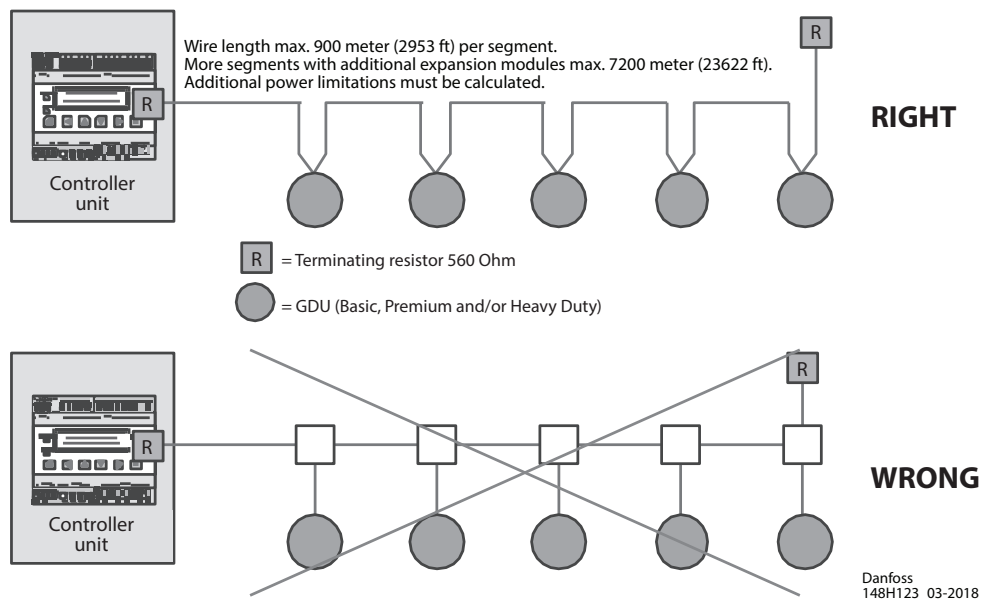 Wire length max. 900 meter (2953 ft) per segment.
More segments with additional expansion modules max. 7200 meter (23622 ft).
Additional power limitations must be calculated.
R
R
RIGHT
Controller
unit
R = Terminating resistor 560 Ohm
= GDU (Basic, Premium and/or Heavy Duty)
R
R
WRONG
Controller
unit
Danfoss
148H123 03-2018